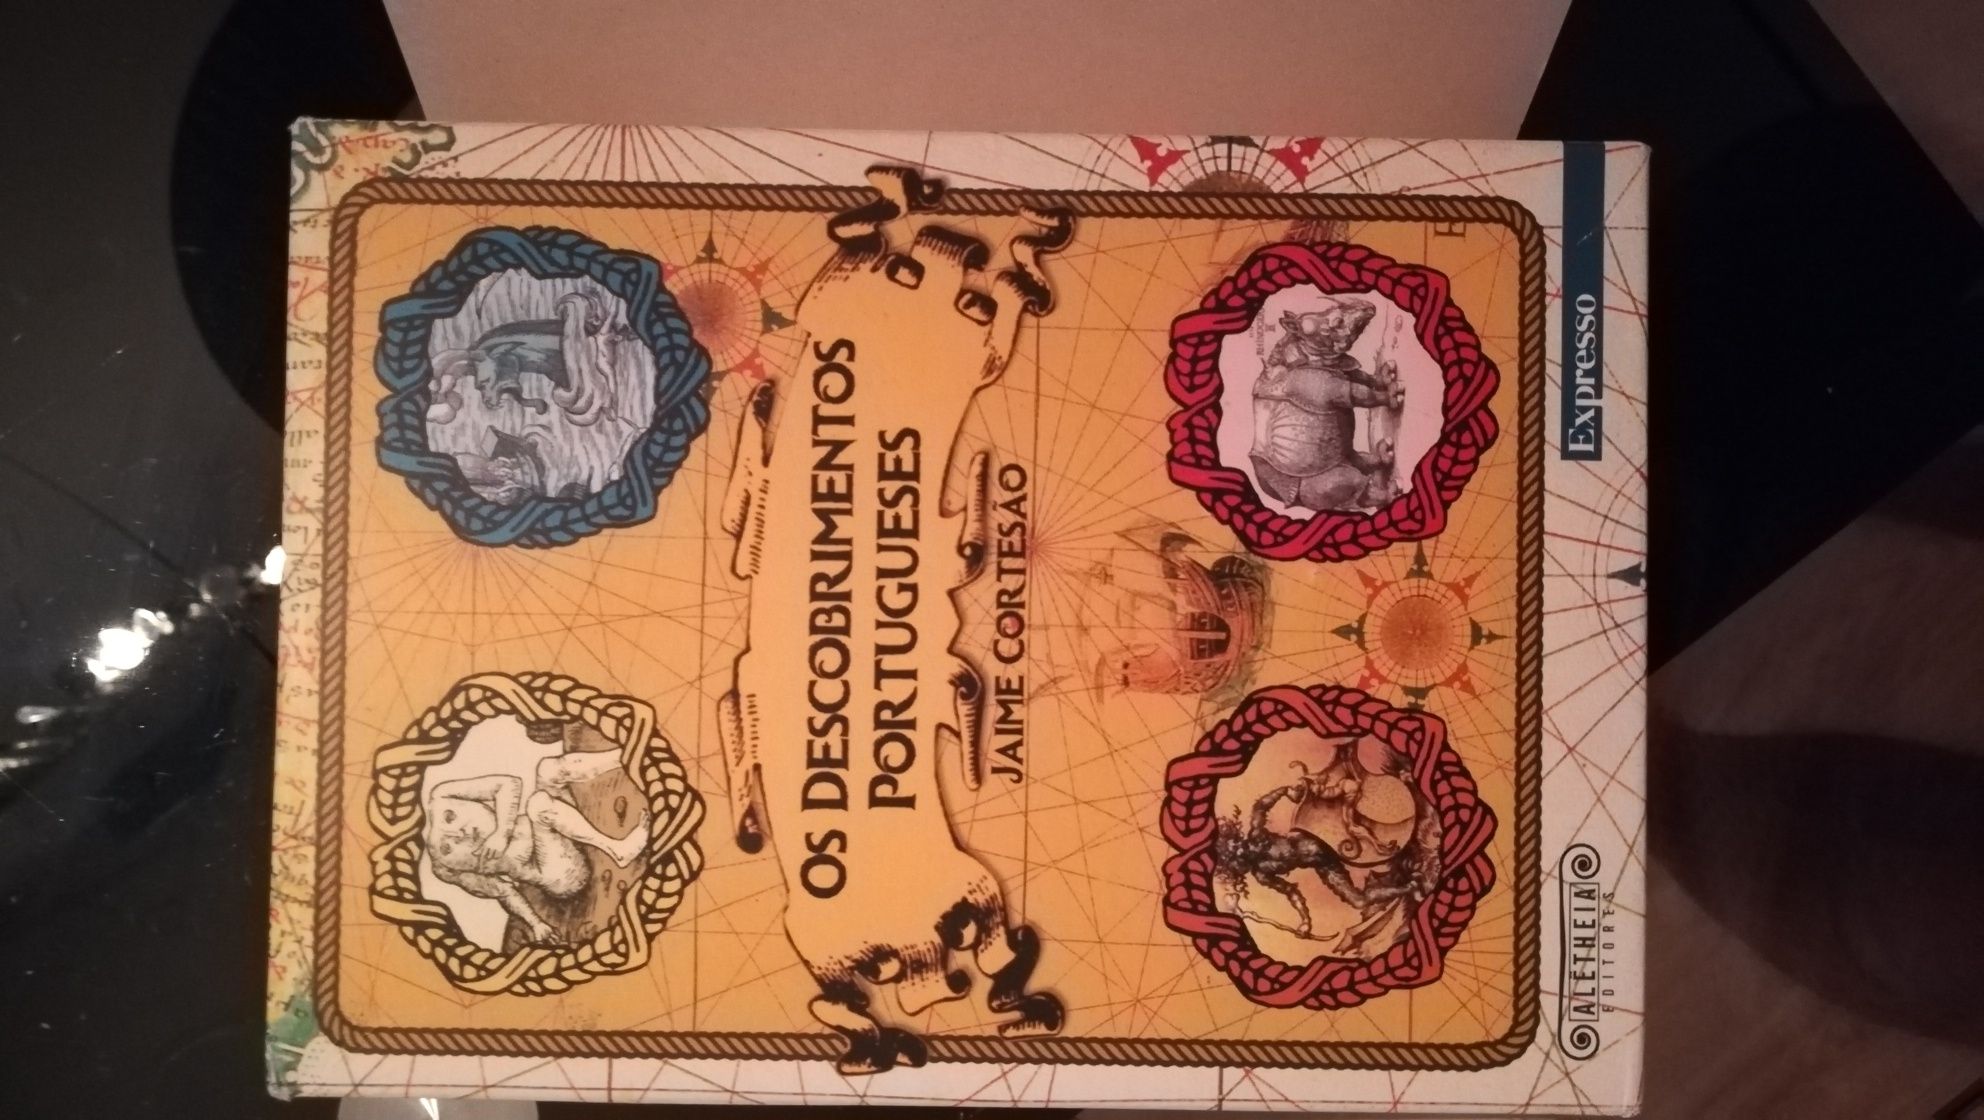 OS DESCOBRIMENTOS
PORTUGUESES
JAIME CORTESÃO
ALÊTHEIA
EDITORES
Expresso